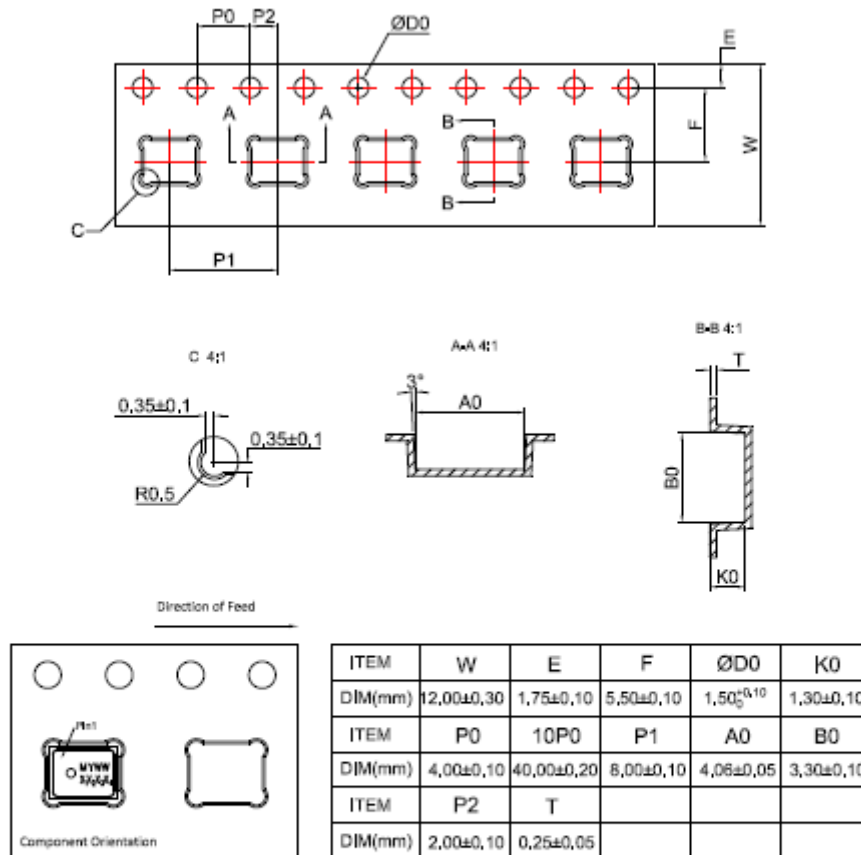 P0 P2
ØD0
E
A A
B
F
W
B
C
P1
C 4:1
A-A 4:1
B-B 4:1
T
3°
A0
0,35±0,1
0,35±0,1
R0,5
B0
K0
Direction of Feed
Pin1
MYWW
Component Orientation
ITEM W E F ØD0 K0
DIM(mm) 12,00±0,30 1,75±0,10 5,50±0,10 1,50 +0,10 0 1,30±0,10
ITEM P0 10P0 P1 A0 B0
DIM(mm) 4,00±0,10 40,00±0,20 8,00±0,10 4,06±0,05 3,30±0,10
ITEM P2 T
DIM(mm) 2,00±0,10 0,25±0,05